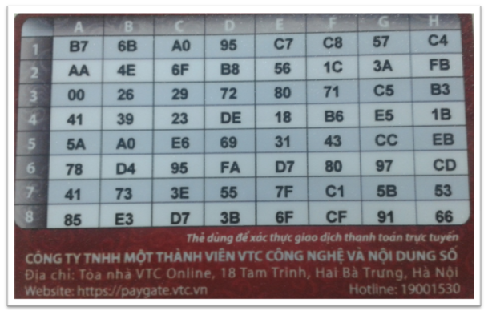 A B C D E F G H
1 B7 6B A0 95 C7 C8 57 C4
2 AA 4E 6F B8 56 1C 3A FB
3 00 26 29 72 80 71 C5 B3
4 41 39 23 DE 18 B6 E5 1B
5 5A A0 E6 69 31 43 CC EB
6 78 D4 95 FA D7 80 97 CD
7 41 73 3E 55 7F C1 5B 53
8 85 E3 D7 3B 6F CF 91 66
Thẻ dùng để xác thực giao dịch thanh toán trực tuyến
CÔNG TY TNHH MỘT THÀNH VIÊN VTC CÔNG NGHỆ VÀ NỘI DUNG SỐ
Địa chỉ: Tòa nhà VTC Online, 18 Tam Trinh, Hai Bà Trưng, Hà Nội
Website: https://paygate.vtc.vn Hotline: 19001530